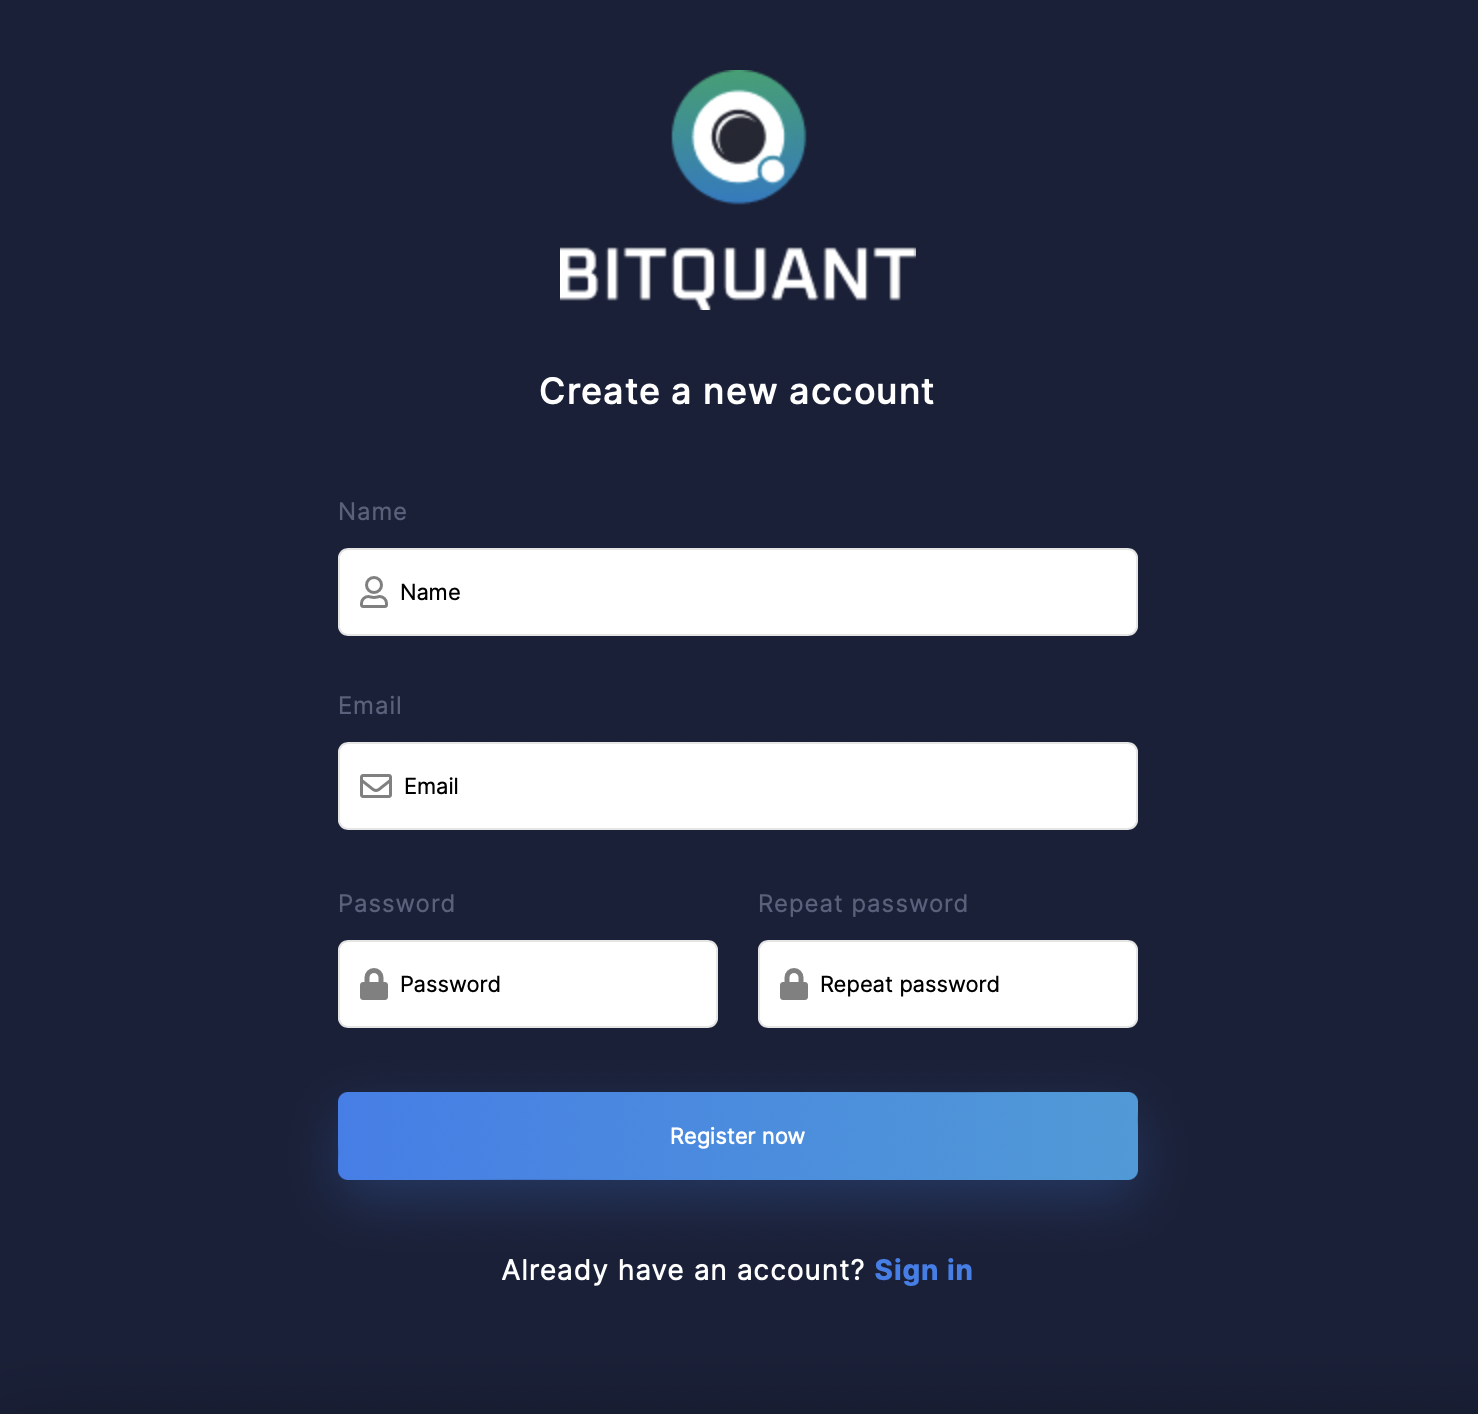 BITQUANT
Create a new account
Name
Name
Email
Email
Password
Repeat password
Password
Repeat password
Register now
Already have an account? Sign in